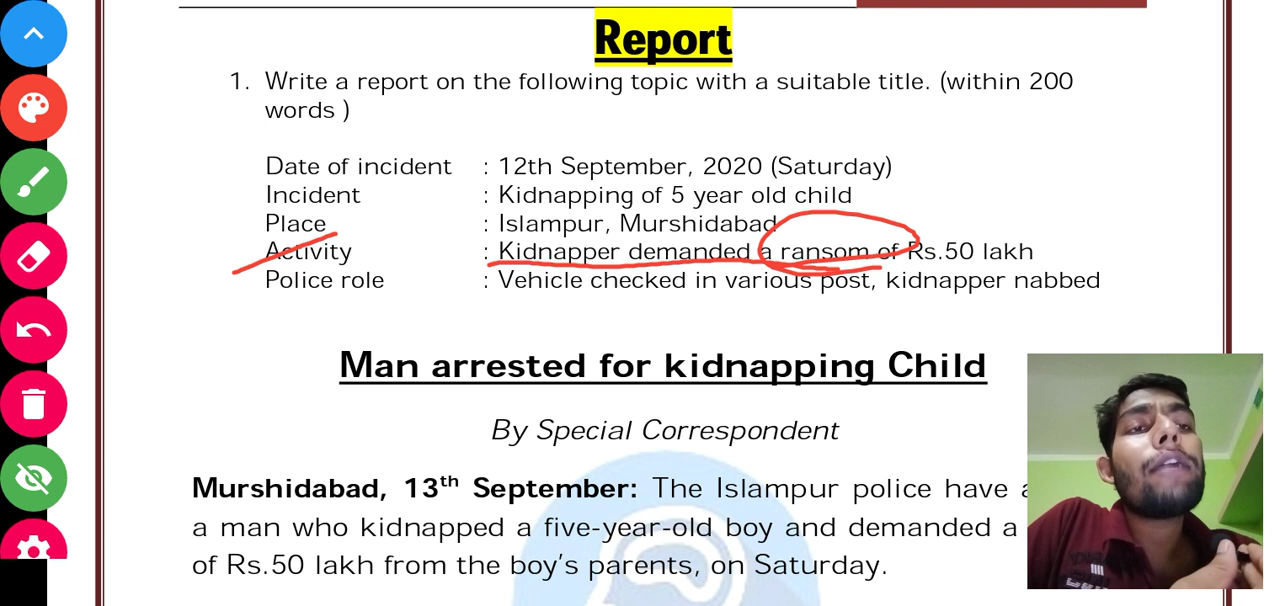 Report
1. Write a report on the following topic with a suitable title. (within 200
words )
Date of incident : 12th September, 2020 (Saturday)
Incident : Kidnapping of 5 year old child
Place : Islampur, Murshidabad
Activity : Kidnapper demanded a ransom of Rs.50 lakh
Police role : Vehicle checked in various post, kidnapper nabbed
Man arrested for kidnapping Child
By Special Correspondent
Murshidabad, 13th September: The Islampur police have
a man who kidnapped a five-year-old boy and demanded a
of Rs.50 lakh from the boy's parents, on Saturday.